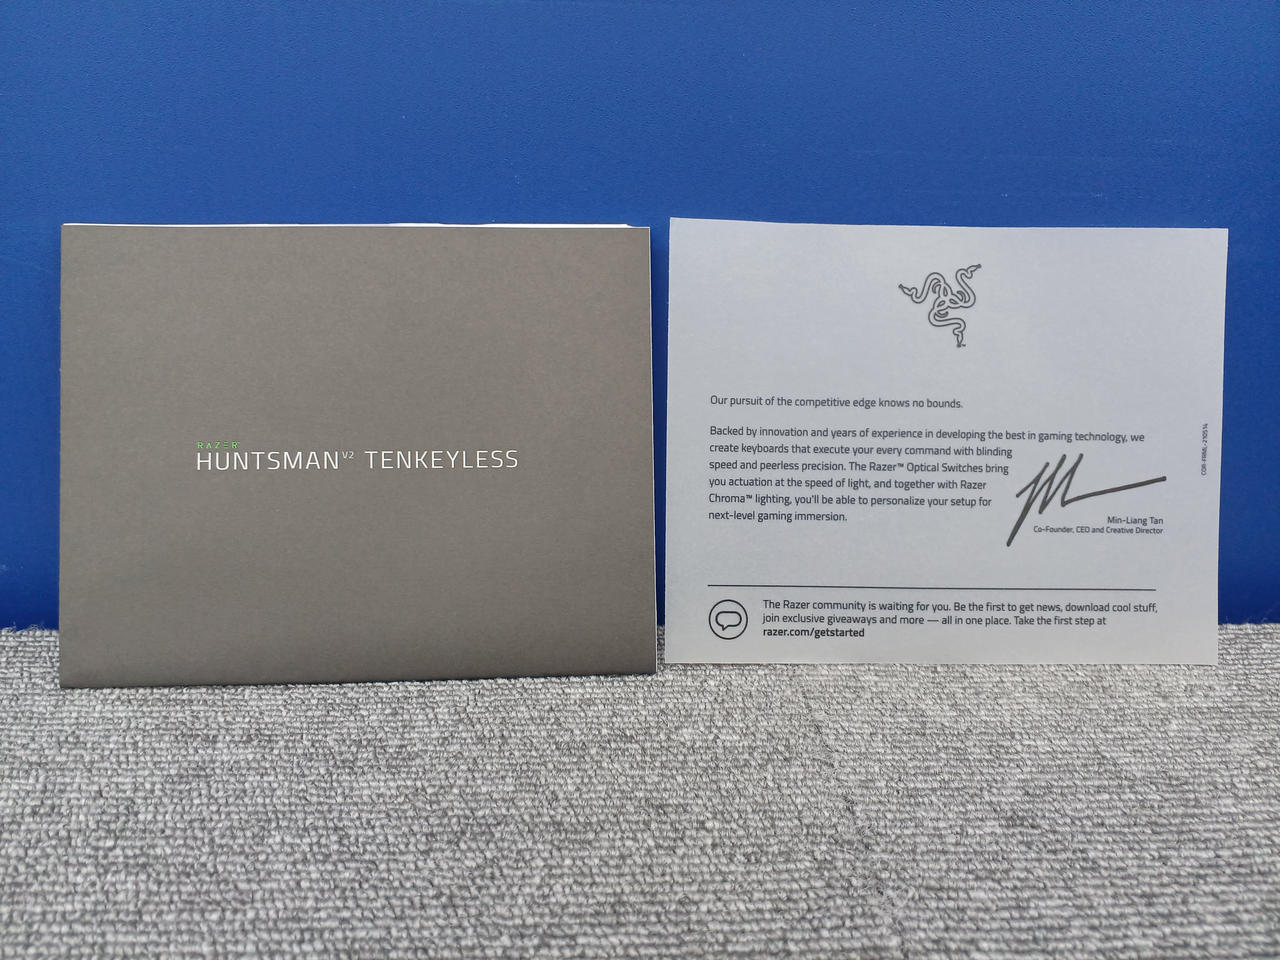 RAZER
HUNTSMAN V2 TENKEYLESS
Our pursuit of the competitive edge knows no bounds.
Backed by innovation and years of experience in developing the best in gaming technology, we
create keyboards that execute your every command with blinding
speed and peerless precision. The Razer™ Optical Switches bring
you actuation at the speed of light, and together with Razer
Chroma™ lighting, you'll be able to personalize your setup for
next-level gaming immersion.
Min-Liang Tan
Co-Founder, CEO and Creative Director
The Razer community is waiting for you. Be the first to get news, download cool stuff,
join exclusive giveaways and more — all in one place. Take the first step at
razer.com/getstarted